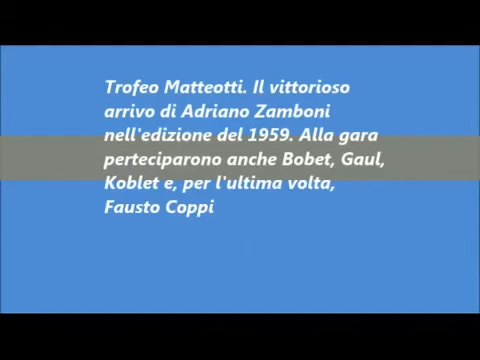 Trofeo Matteotti. Il vittorioso
arrivo di Adriano Zamboni
nell'edizione del 1959. Alla gara
perteciparono anche Bobet, Gaul,
Koblet e, per l'ultima volta,
Fausto Coppi